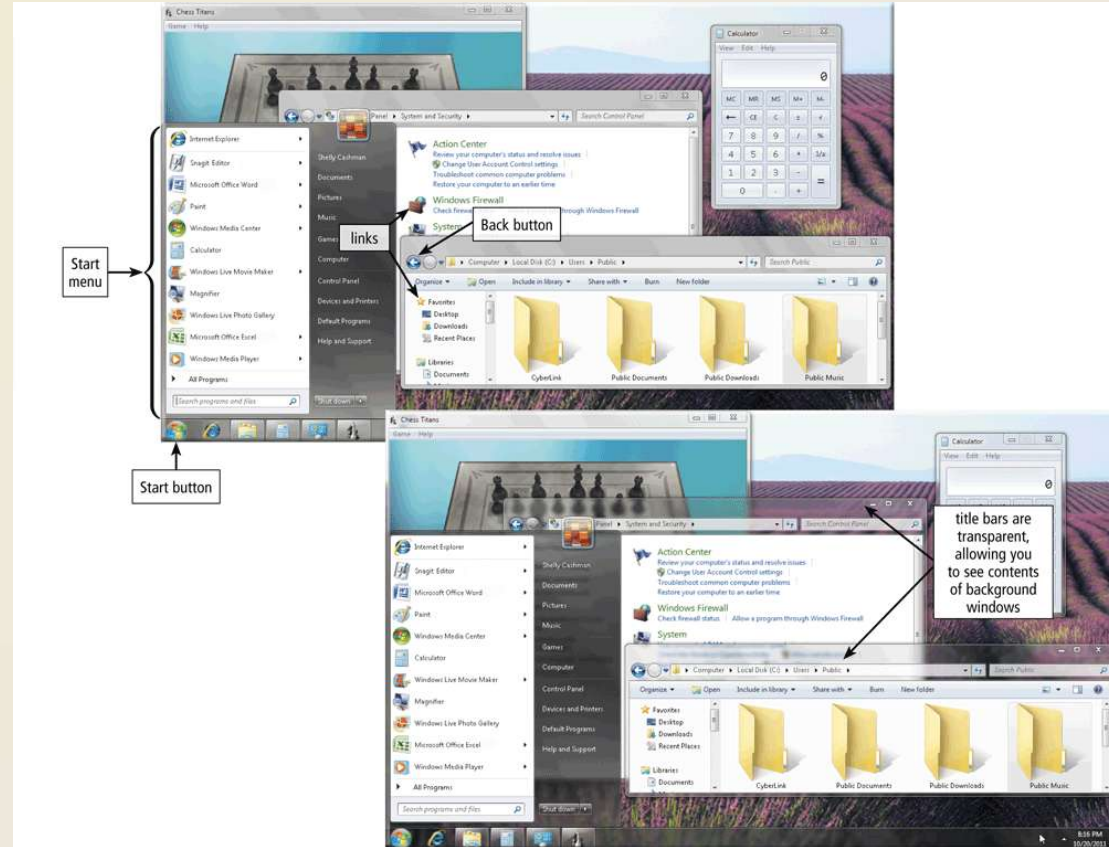 Chess Titans
Game Help
Calculator
View Edit Help
0
MC MR MS M+ M-
← CE C ± √
7 8 9 / %
4 5 6 * 1/x
1 2 3 - =
0 . +
Panel ▸ System and Security ▸
Search Control Panel
Action Center
Review your computer's status and resolve issues
Change User Account Control settings
Troubleshoot common computer problems
Restore your computer to an earlier time
Windows Firewall
Check firewall
through Windows Firewall
System
Internet Explorer
Snagit Editor
Microsoft Office Word
Paint
Windows Media Center
Calculator
Windows Live Movie Maker
Magnifier
Windows Live Photo Gallery
Microsoft Office Excel
Windows Media Player
All Programs
Search programs and files
Shelly Cashman
Documents
Pictures
Music
Games
Computer
Control Panel
Devices and Printers
Default Programs
Help and Support
Shut down
Start
menu
links
Back button
Start button
Computer ▸ Local Disk (C:) ▸ Users ▸ Public ▸
Search Public
Organize Open Include in library Share with Burn New folder
Favorites
Desktop
Downloads
Recent Places
Libraries
Documents
CyberLink Public Documents Public Downloads Public Music
Chess Titans
Game Help
Calculator
View Edit Help
0
Panel ▸ System and Security ▸
Search Control Panel
Action Center
Review your computer's status and resolve issues
Change User Account Control settings
Troubleshoot common computer problems
Restore your computer to an earlier time
Windows Firewall
Check firewall status Allow a program through Windows Firewall
System
title bars are
transparent,
allowing you
to see contents
of background
windows
Internet Explorer
Snagit Editor
Microsoft Office Word
Paint
Windows Media Center
Calculator
Windows Live Movie Maker
Magnifier
Windows Live Photo Gallery
Microsoft Office Excel
Windows Media Player
All Programs
Search programs and files
Shelly Cashman
Documents
Pictures
Music
Games
Computer
Control Panel
Devices and Printers
Default Programs
Help and Support
Shut down
Computer ▸ Local Disk (C:) ▸ Users ▸ Public ▸
Search Public
Organize Open Include in library Share with Burn New folder
Favorites
Desktop
Downloads
Recent Places
Libraries
Documents
CyberLink Public Documents Public Downloads Public Music
8:16 PM
10/20/2011